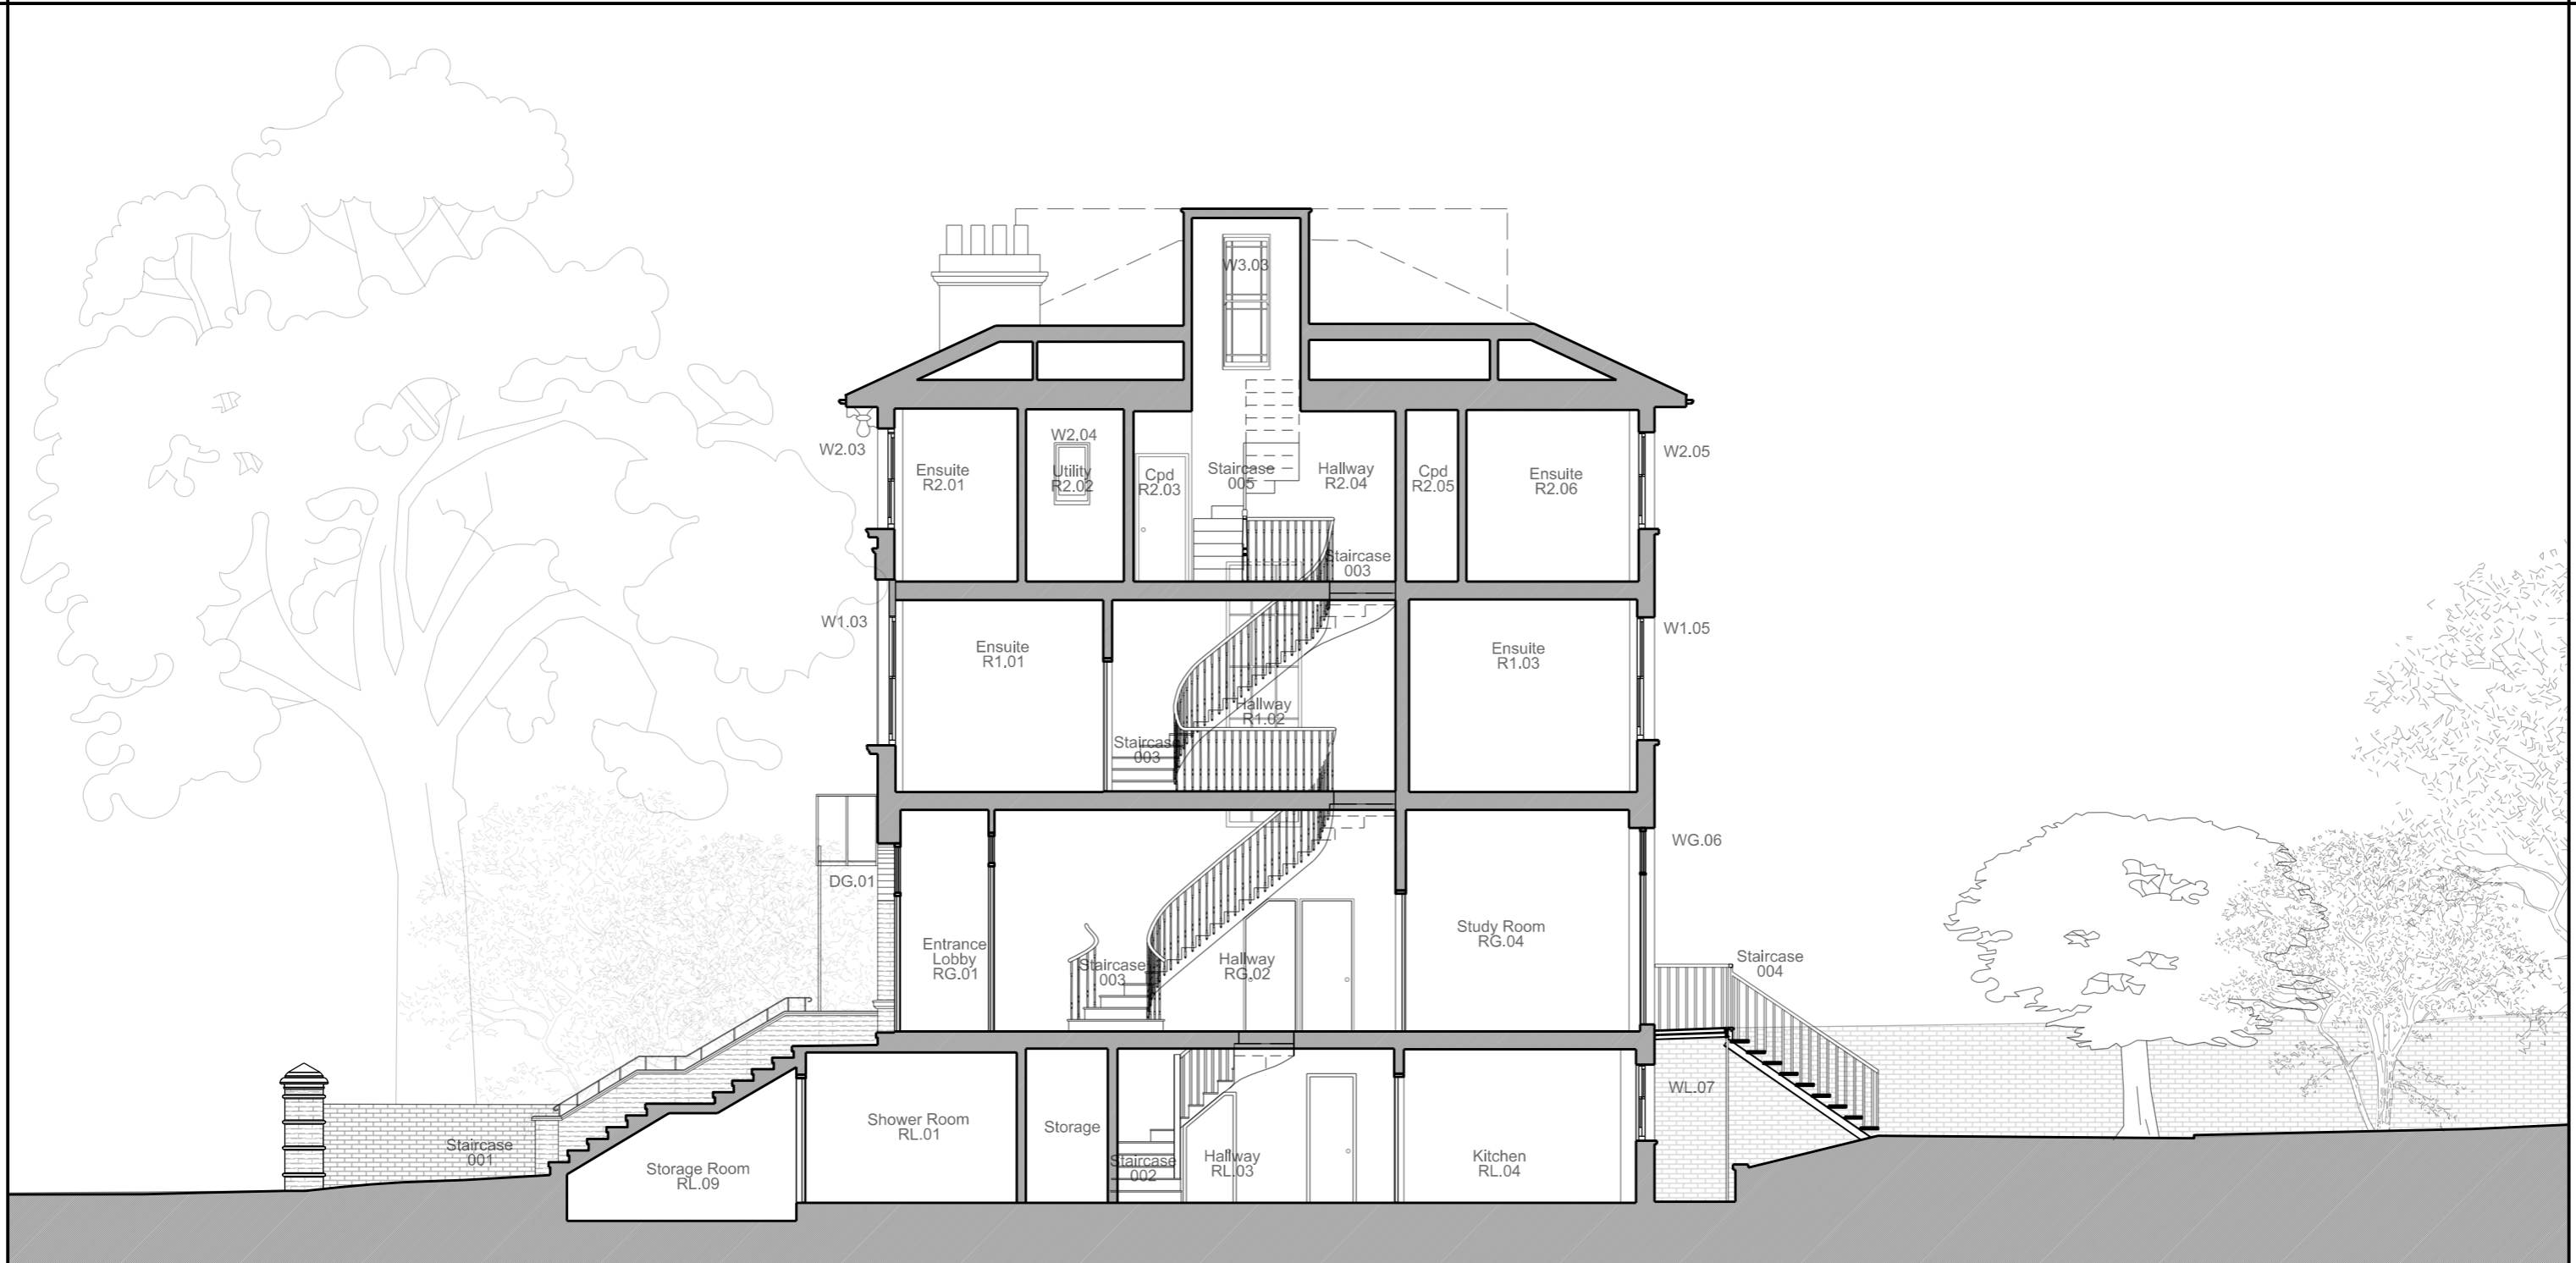 W3.03
W2.03
Ensuite
R2.01
W2.04
Utility
R2.02
Cpd
R2.03
Staircase
005
Hallway
R2.04
Cpd
R2.05
Ensuite
R2.06
W2.05
Staircase
003
W1.03
Ensuite
R1.01
Staircase
003
Hallway
R1.02
Ensuite
R1.03
W1.05
DG.01
Entrance
Lobby
RG.01
Staircase
003
Hallway
RG.02
Study Room
RG.04
WG.06
Staircase
004
Staircase
001
Storage Room
RL.09
Shower Room
RL.01
Storage
Staircase
002
Hallway
RL.03
Kitchen
RL.04
WL.07